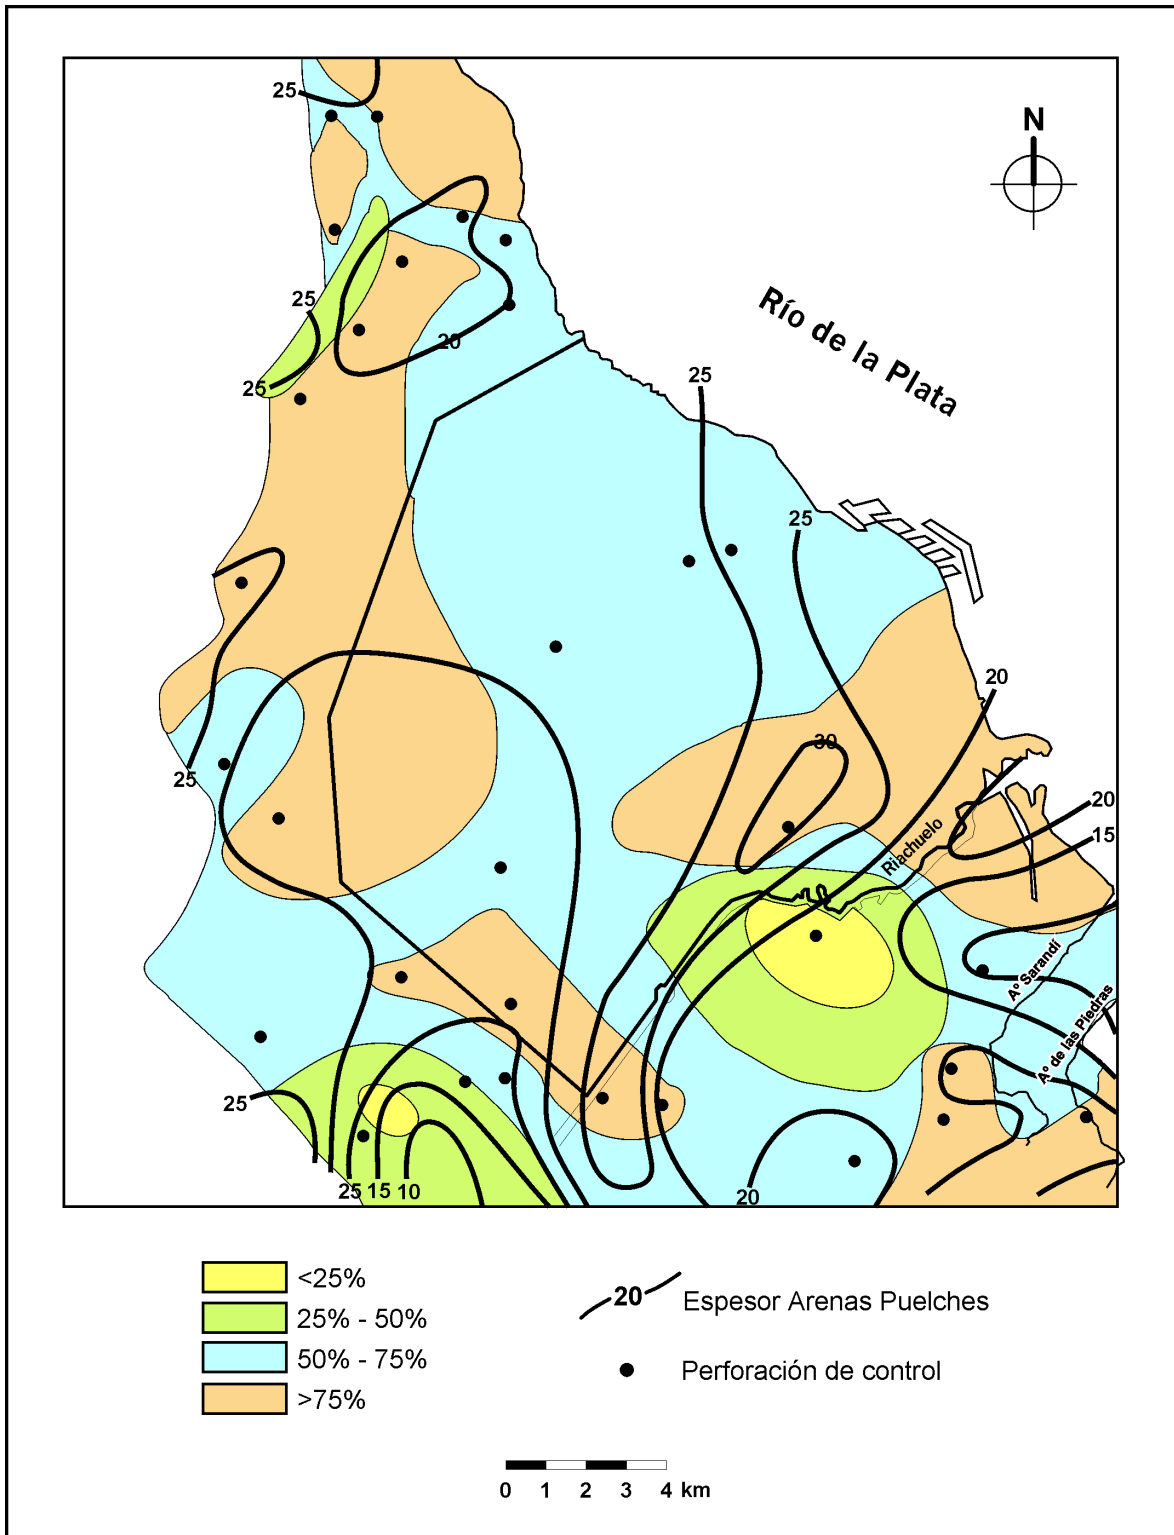 25
N
25
Río de la Plata
20
25
25
25
20
30
25
20
15
Riachuelo
Aº Sarandí
Aº de las Piedras
25
25
15
10
20
<25%
25% - 50%
50% - 75%
>75%
20
Espesor Arenas Puelches
Perforación de control
0 1 2 3 4 km